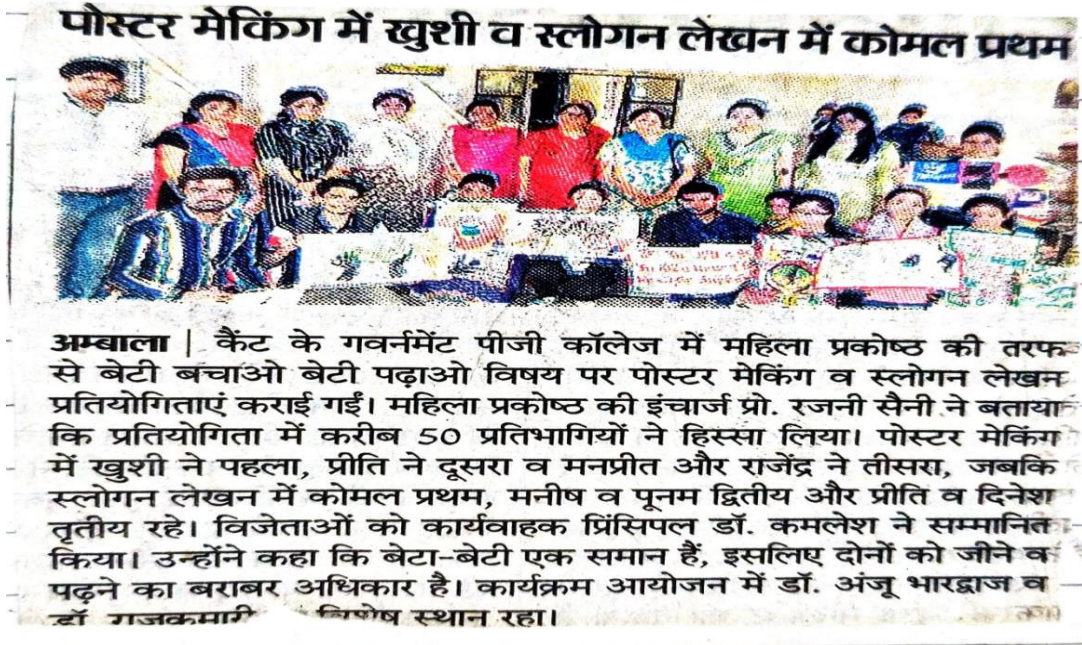 पोस्टर मेकिंग में खुशी व स्लोगन लेखन में कोमल प्रथम
अम्बाला | कैंट के गवर्नमेंट पीजी कॉलेज में महिला प्रकोष्ठ की तरफ
से बेटी बचाओ बेटी पढ़ाओ विषय पर पोस्टर मेकिंग व स्लोगन लेखन
प्रतियोगिताएं कराई गईं। महिला प्रकोष्ठ की इंचार्ज प्रो. रजनी सैनी ने बताया
कि प्रतियोगिता में करीब 50 प्रतिभागियों ने हिस्सा लिया। पोस्टर मेकिंग
में खुशी ने पहला, प्रीति ने दूसरा व मनप्रीत और राजेंद्र ने तीसरा, जबकि
स्लोगन लेखन में कोमल प्रथम, मनीष व पूनम द्वितीय और प्रीति व दिनेश
तृतीय रहे। विजेताओं को कार्यवाहक प्रिंसिपल डॉ. कमलेश ने सम्मानित
किया। उन्होंने कहा कि बेटा-बेटी एक समान हैं, इसलिए दोनों को जीने व
पढ़ने का बराबर अधिकार है। कार्यक्रम आयोजन में डॉ. अंजू भारद्वाज व
डॉ. राजकुमारी स्थान रहा।